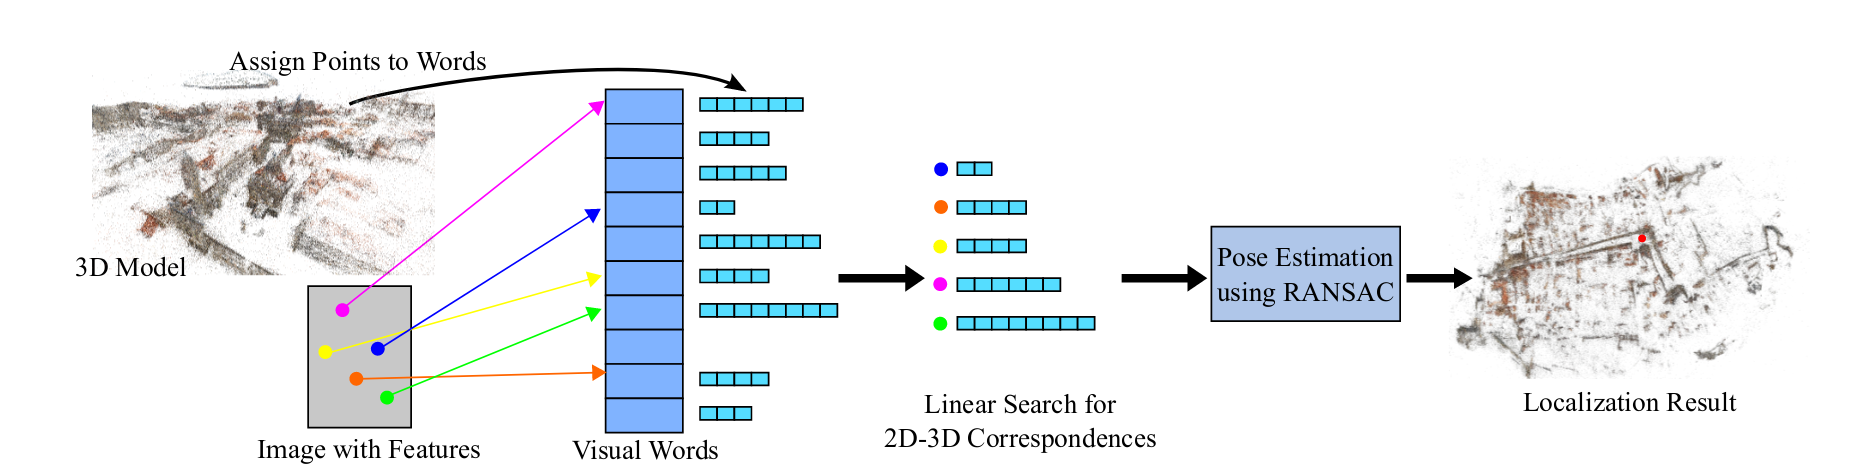 Assign Points to Words
3D Model
Image with Features
Visual Words
Linear Search for
2D-3D Correspondences
Pose Estimation
using RANSAC
Localization Result